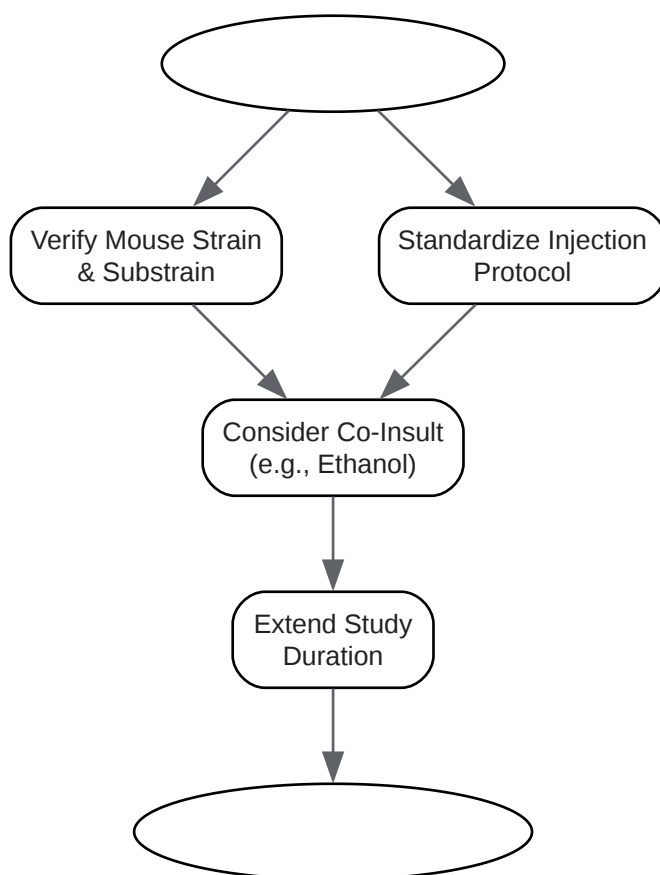 Verify Mouse Strain
& Substrain
Standardize Injection
Protocol
Consider Co-Insult
(e.g., Ethanol)
Extend Study
Duration